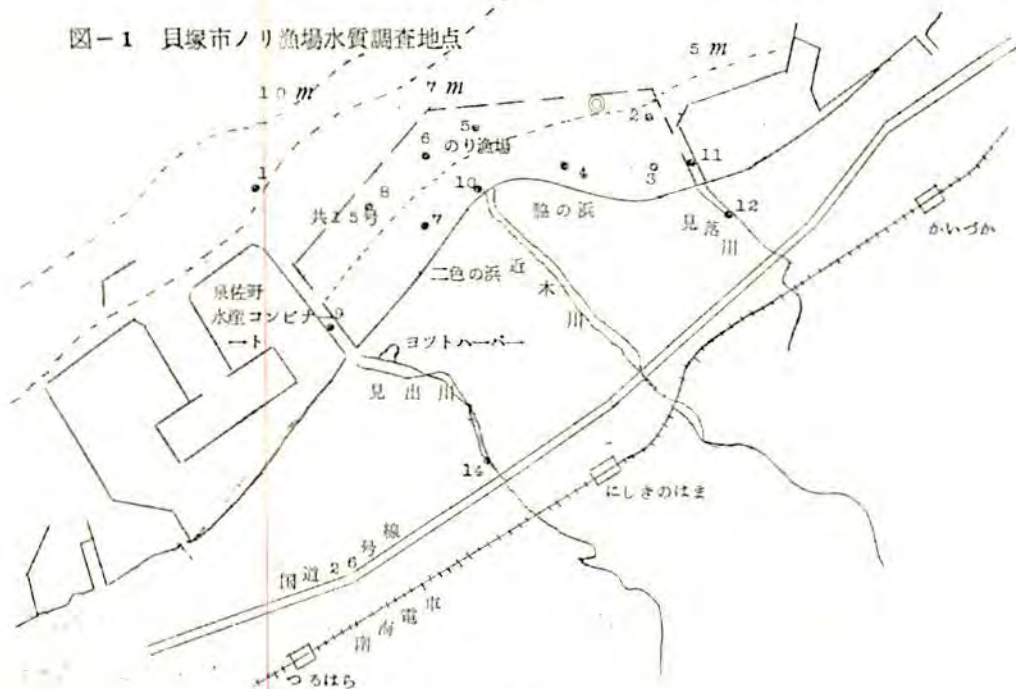 図－1 貝塚市ノリ漁場水質調査地点
10 m
7 m
5 m
1
2
3
4
5
6
のり漁場
7
8
共15号
9
10
11
12
14
脇の浜
見落川
二色の浜
近木川
泉佐野
水産コンビナ
ート
ヨットハーバー
見出川
かいづか
にしきのはま
国道26号線
南海電車
つるはら